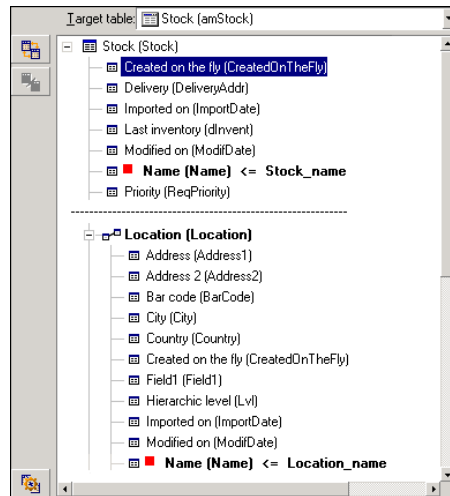 Target table: Stock (amStock)
Stock (Stock)
Created on the fly (CreatedOnTheFly)
Delivery (DeliveryAddr)
Imported on (ImportDate)
Last inventory (dInvent)
Modified on (ModifDate)
Name (Name) <= Stock_name
Priority (ReqPriority)
Location (Location)
Address (Address1)
Address 2 (Address2)
Bar code (BarCode)
City (City)
Country (Country)
Created on the fly (CreatedOnTheFly)
Field1 (Field1)
Hierarchic level (Lvl)
Imported on (ImportDate)
Modified on (ModifDate)
Name (Name) <= Location_name